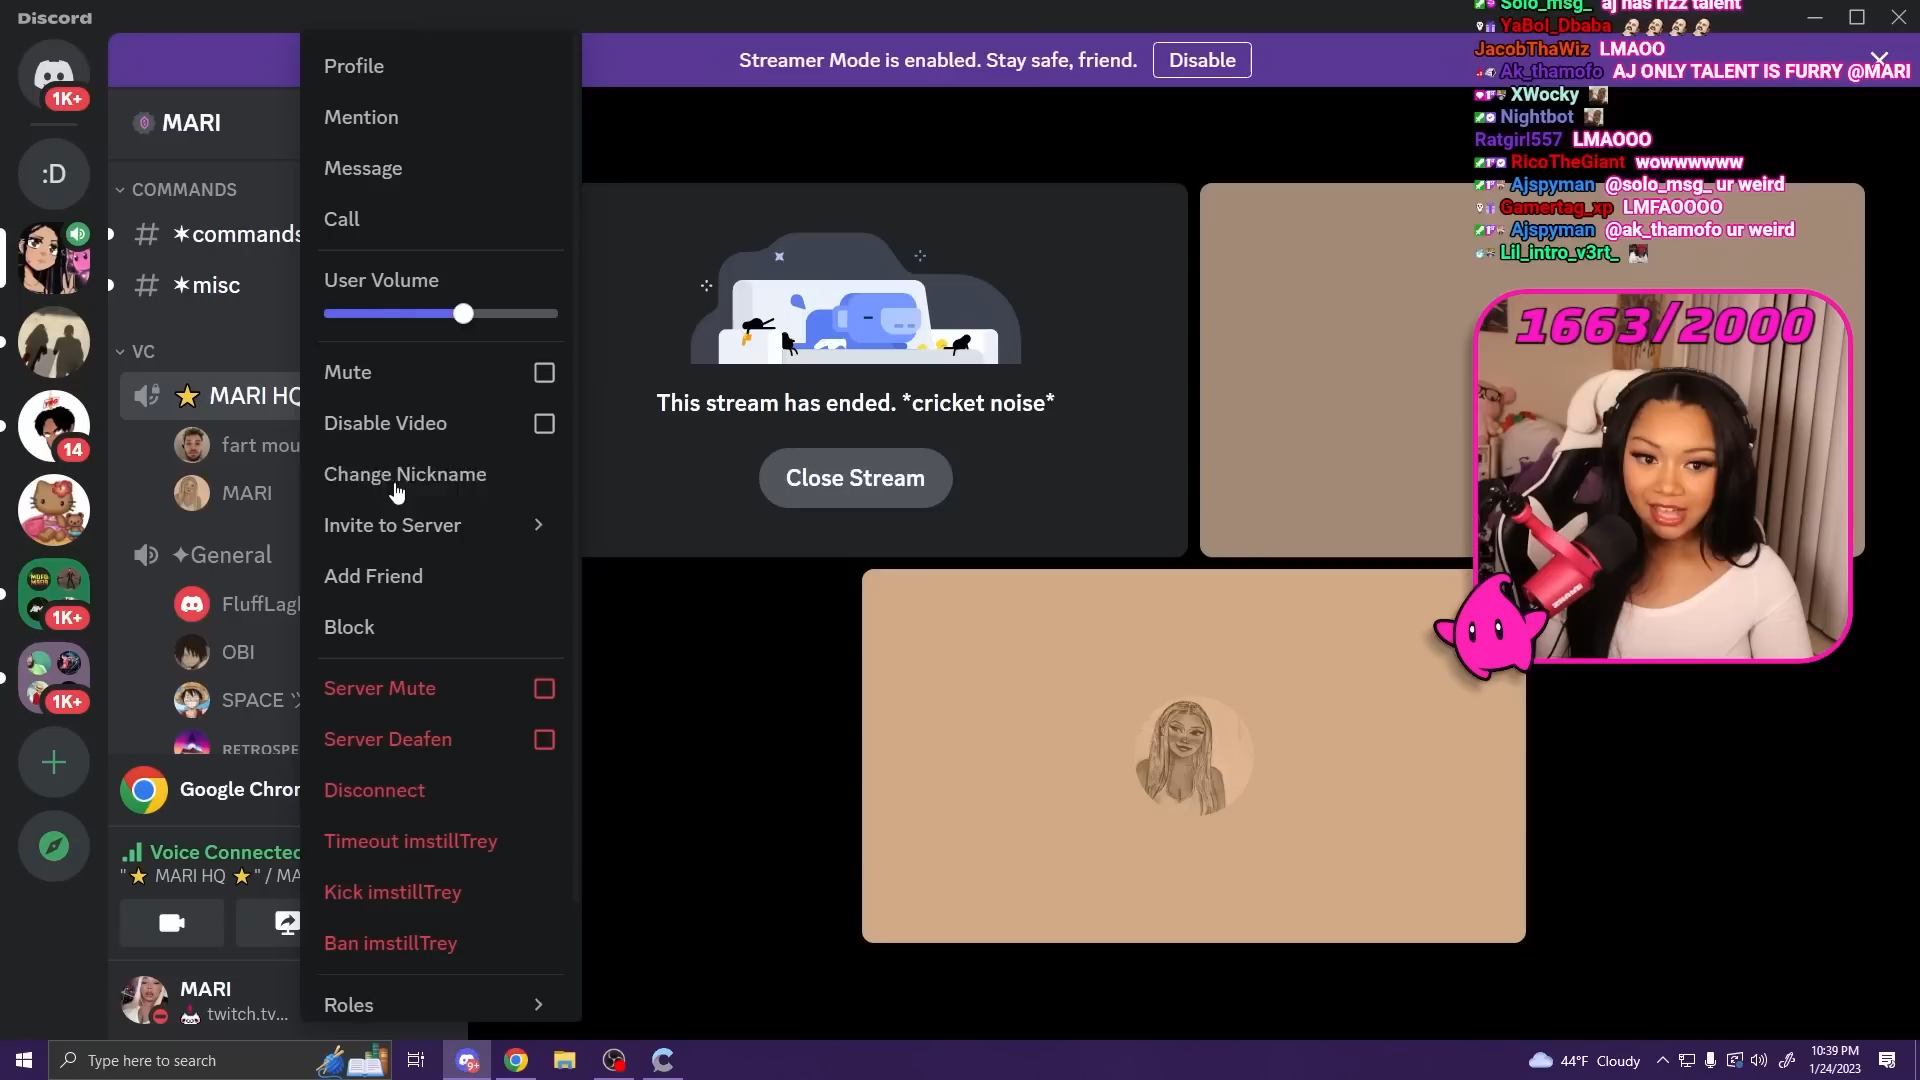 Discord
1K+
:D
14
1K+
1K+
MARI
COMMANDS
# ✶commands
# ✶misc
VC
⭐ MARI HQ
fart mou
MARI
✦General
FluffLagl
OBI
SPACE ツ
RETROSPE
Google Chror
Voice Connected
"⭐ MARI HQ ⭐" / MA
MARI
twitch.tv...
Profile
Mention
Message
Call
User Volume
Mute
Disable Video
Change Nickname
Invite to Server
Add Friend
Block
Server Mute
Server Deafen
Disconnect
Timeout imstillTrey
Kick imstillTrey
Ban imstillTrey
Roles
Streamer Mode is enabled. Stay safe, friend.
Disable
This stream has ended. *cricket noise*
Close Stream
Solo_msg_ aj has rizz talent
YaBoI_Dbaba
JacobThaWiz LMAOO
Ak_thamofo AJ ONLY TALENT IS FURRY @MARI
XWocky
Nightbot
Ratgirl557 LMAOOO
RicoTheGiant wowwwwww
Ajspyman @solo_msg_ ur weird
Gamertag_xp LMFAOOOO
Ajspyman @ak_thamofo ur weird
Lil_intro_v3rt_
1663/2000
Type here to search
9+
44°F Cloudy
10:39 PM
1/24/2023